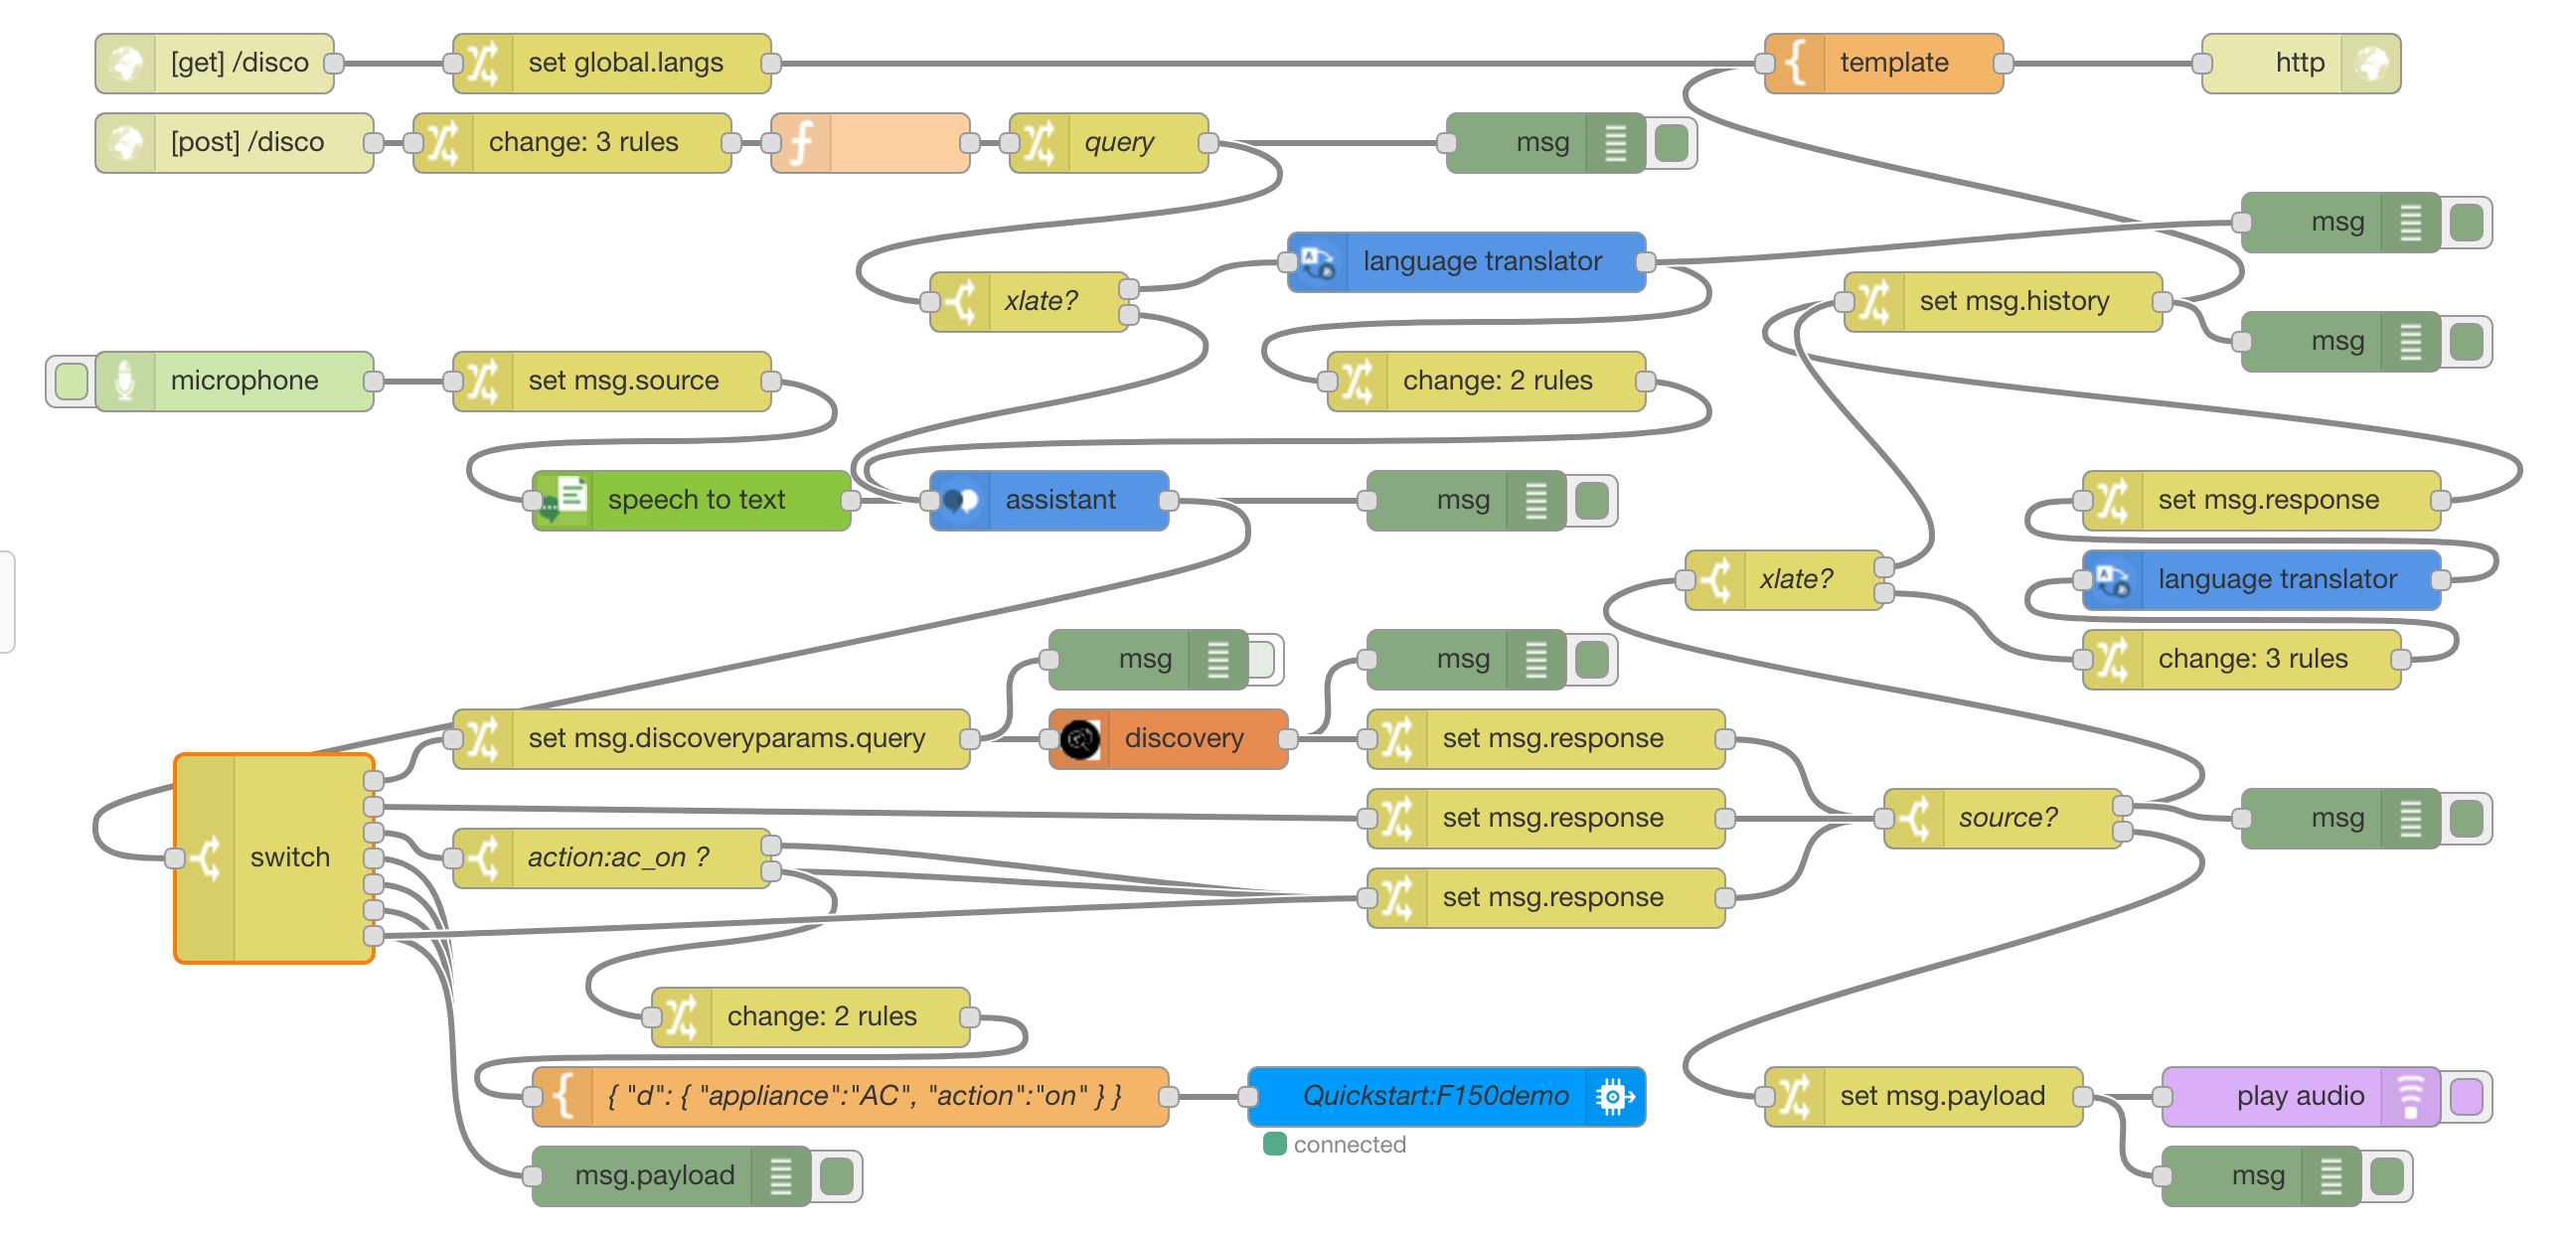 [get] /disco
set global.langs
template
http
[post] /disco
change: 3 rules
query
msg
msg
language translator
xlate?
set msg.history
msg
microphone
set msg.source
change: 2 rules
speech to text
assistant
msg
set msg.response
xlate?
language translator
msg
msg
change: 3 rules
set msg.discoveryparams.query
discovery
set msg.response
set msg.response
source?
msg
switch
action:ac_on ?
set msg.response
change: 2 rules
{ "d": { "appliance":"AC", "action":"on" } }
Quickstart:F150demo
set msg.payload
play audio
connected
msg.payload
msg